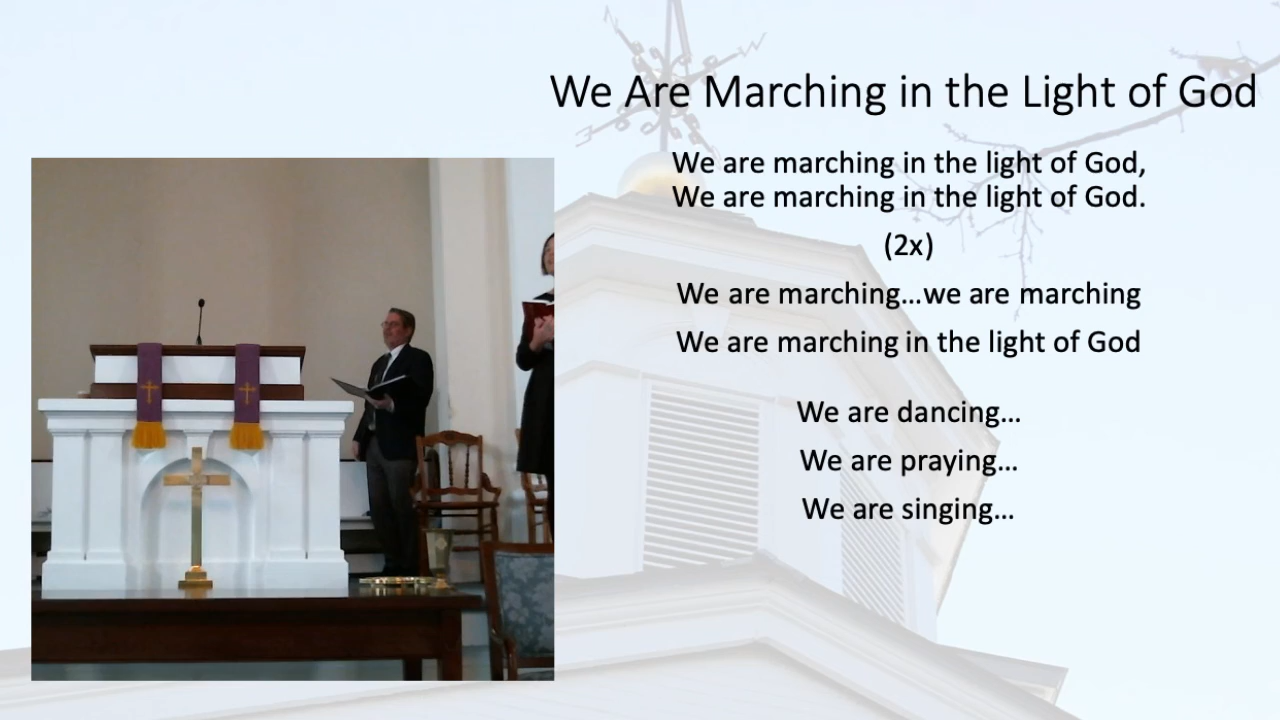 We Are Marching in the Light of God
We are marching in the light of God,
We are marching in the light of God.
(2x)
We are marching...we are marching
We are marching in the light of God
We are dancing...
We are praying...
We are singing...